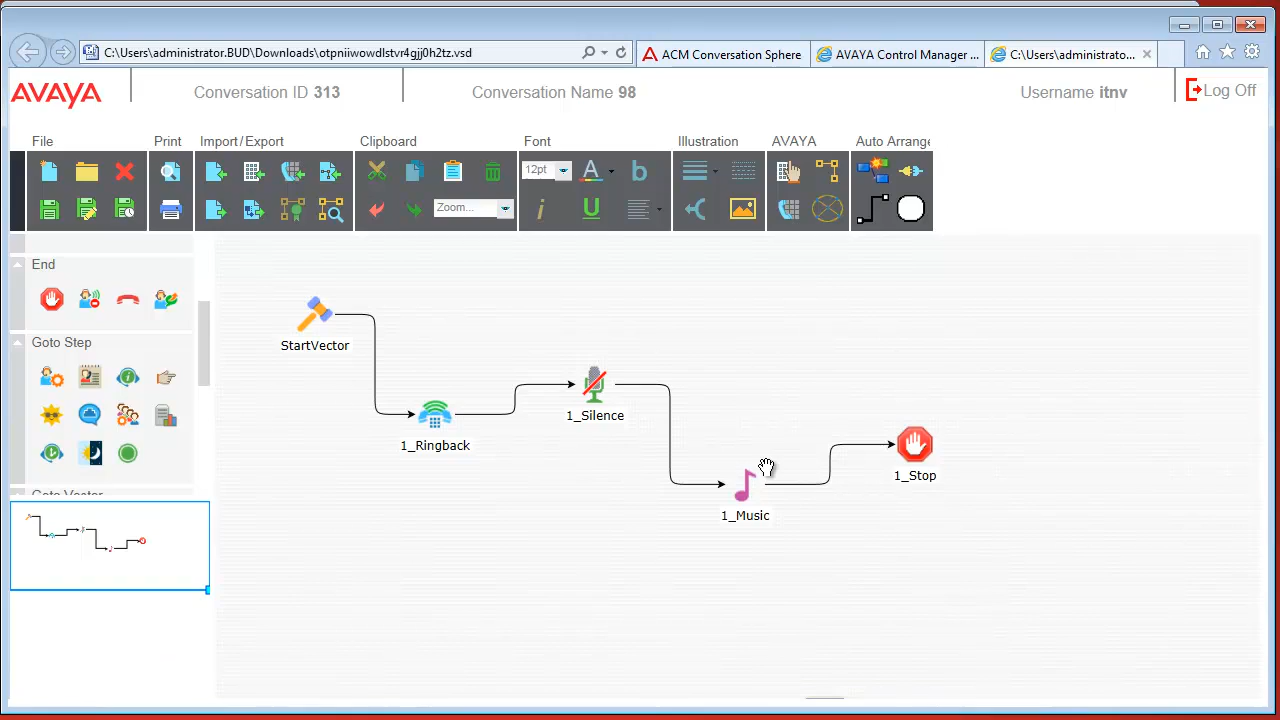 C:\Users\administrator.BUD\Downloads\otpniiwowdlstvr4gjj0h2tz.vsd
ACM Conversation Sphere
AVAYA Control Manager ...
C:\Users\administrato...
AVAYA
Conversation ID 313
Conversation Name 98
Username itnv
Log Off
File
Print
Import/Export
Clipboard
Font
Illustration
AVAYA
Auto Arrange
12pt
A
b
Zoom...
i
U
End
Goto Step
Goto Vector
StartVector
1_Ringback
1_Silence
1_Music
1_Stop